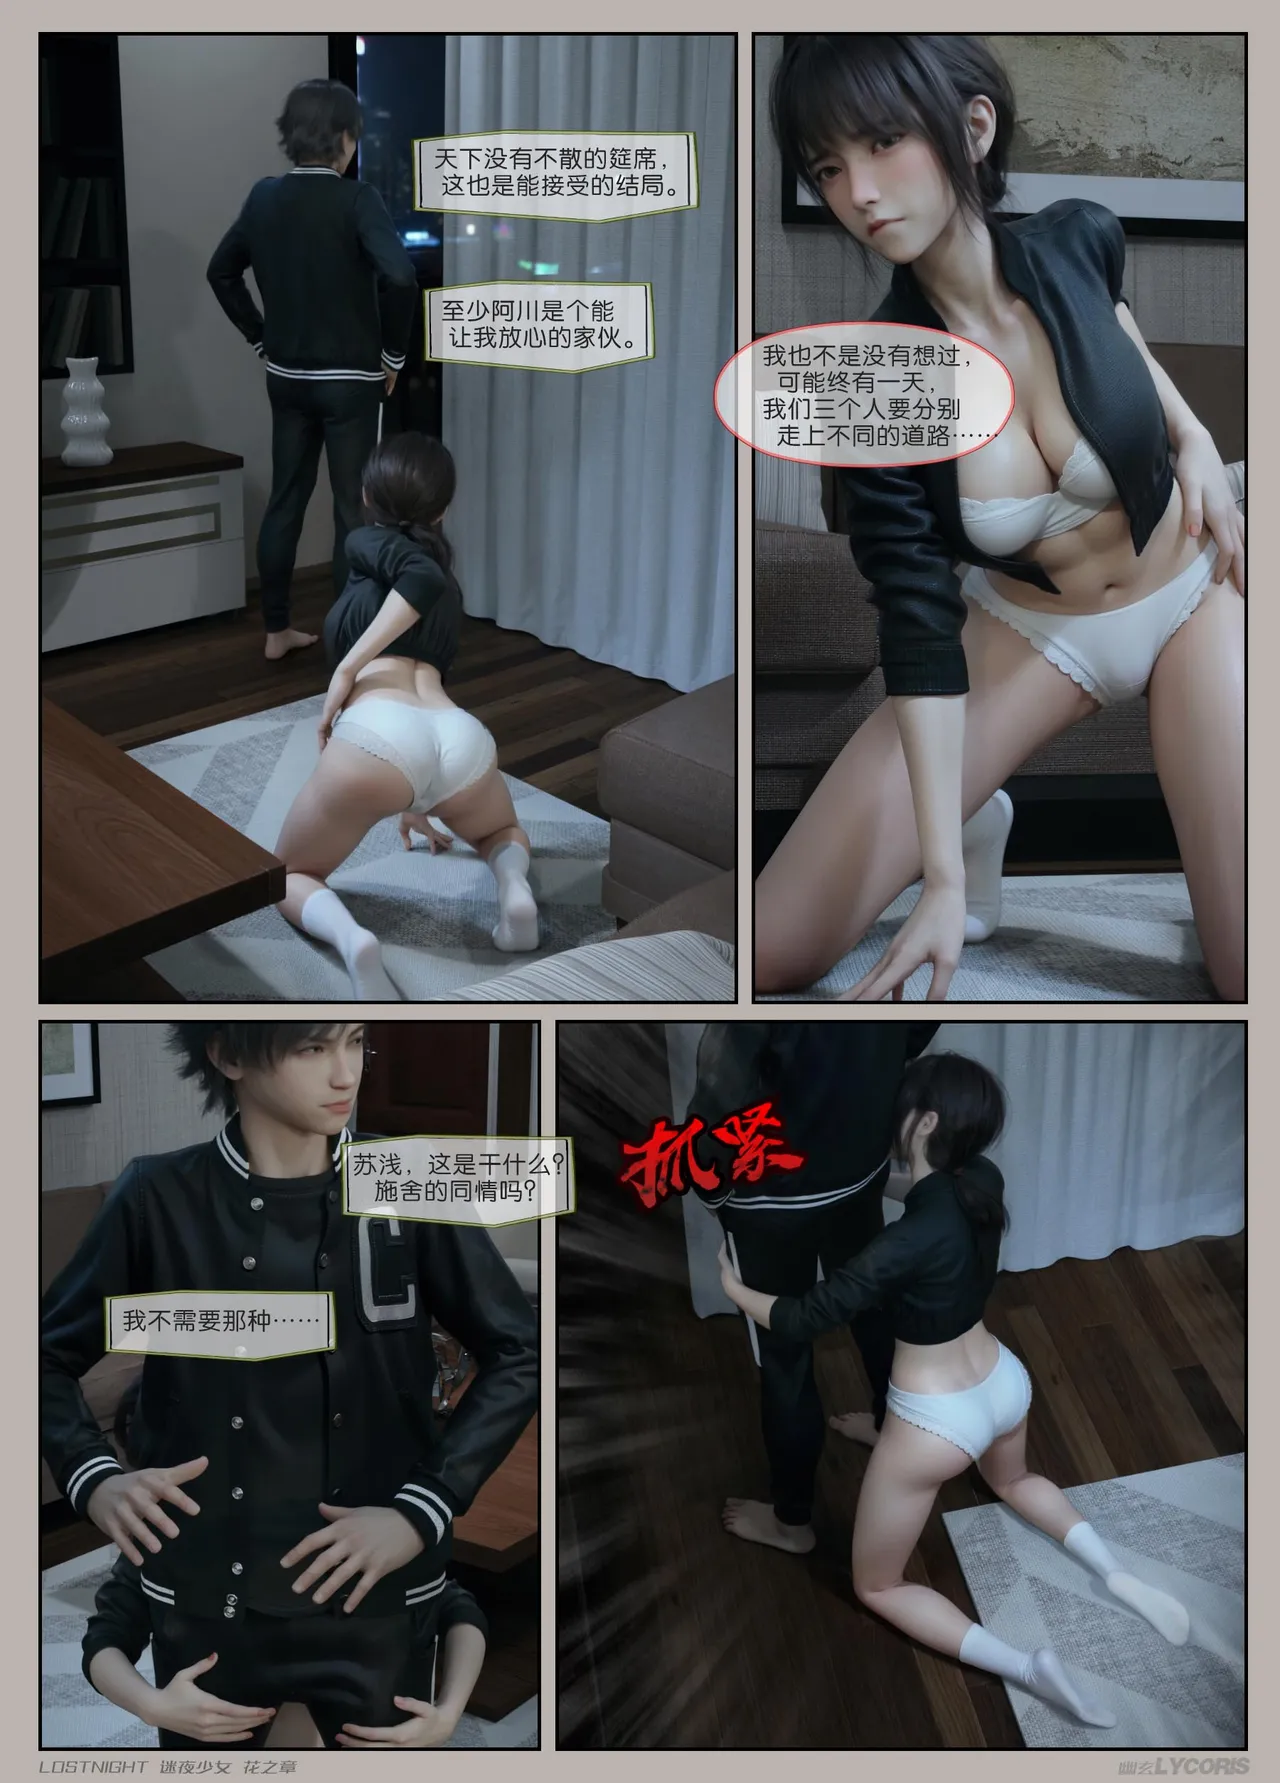 天下没有不散的筵席，
这也是能接受的结局。
至少阿川是个能
让我放心的家伙。
我也不是没有想过，
可能终有一天，
我们三个人要分别
走上不同的道路……
苏浅，这是干什么？
施舍的同情吗？
我不需要那种……
C
抓紧
LOSTNIGHT 迷夜少女 花之章
幽玄LYCORIS